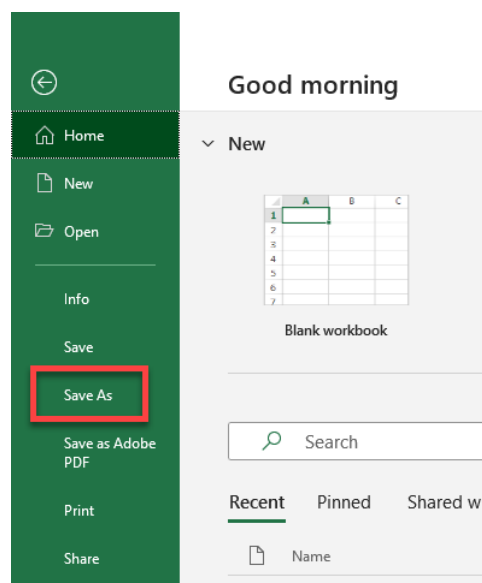 Good morning
Home
New
New
Open
A B C
1
2
3
4
5
6
7
Info
Blank workbook
Save
Save As
Save as Adobe
PDF
Search
Print
Recent Pinned Shared w
Share
Name